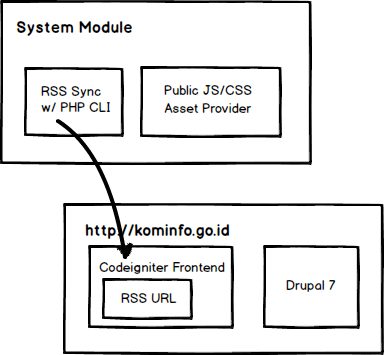 System Module
RSS Sync
w/ PHP CLI
Public JS/CSS
Asset Provider
http://kominfo.go.id
Codeigniter Frontend
RSS URL
Drupal 7